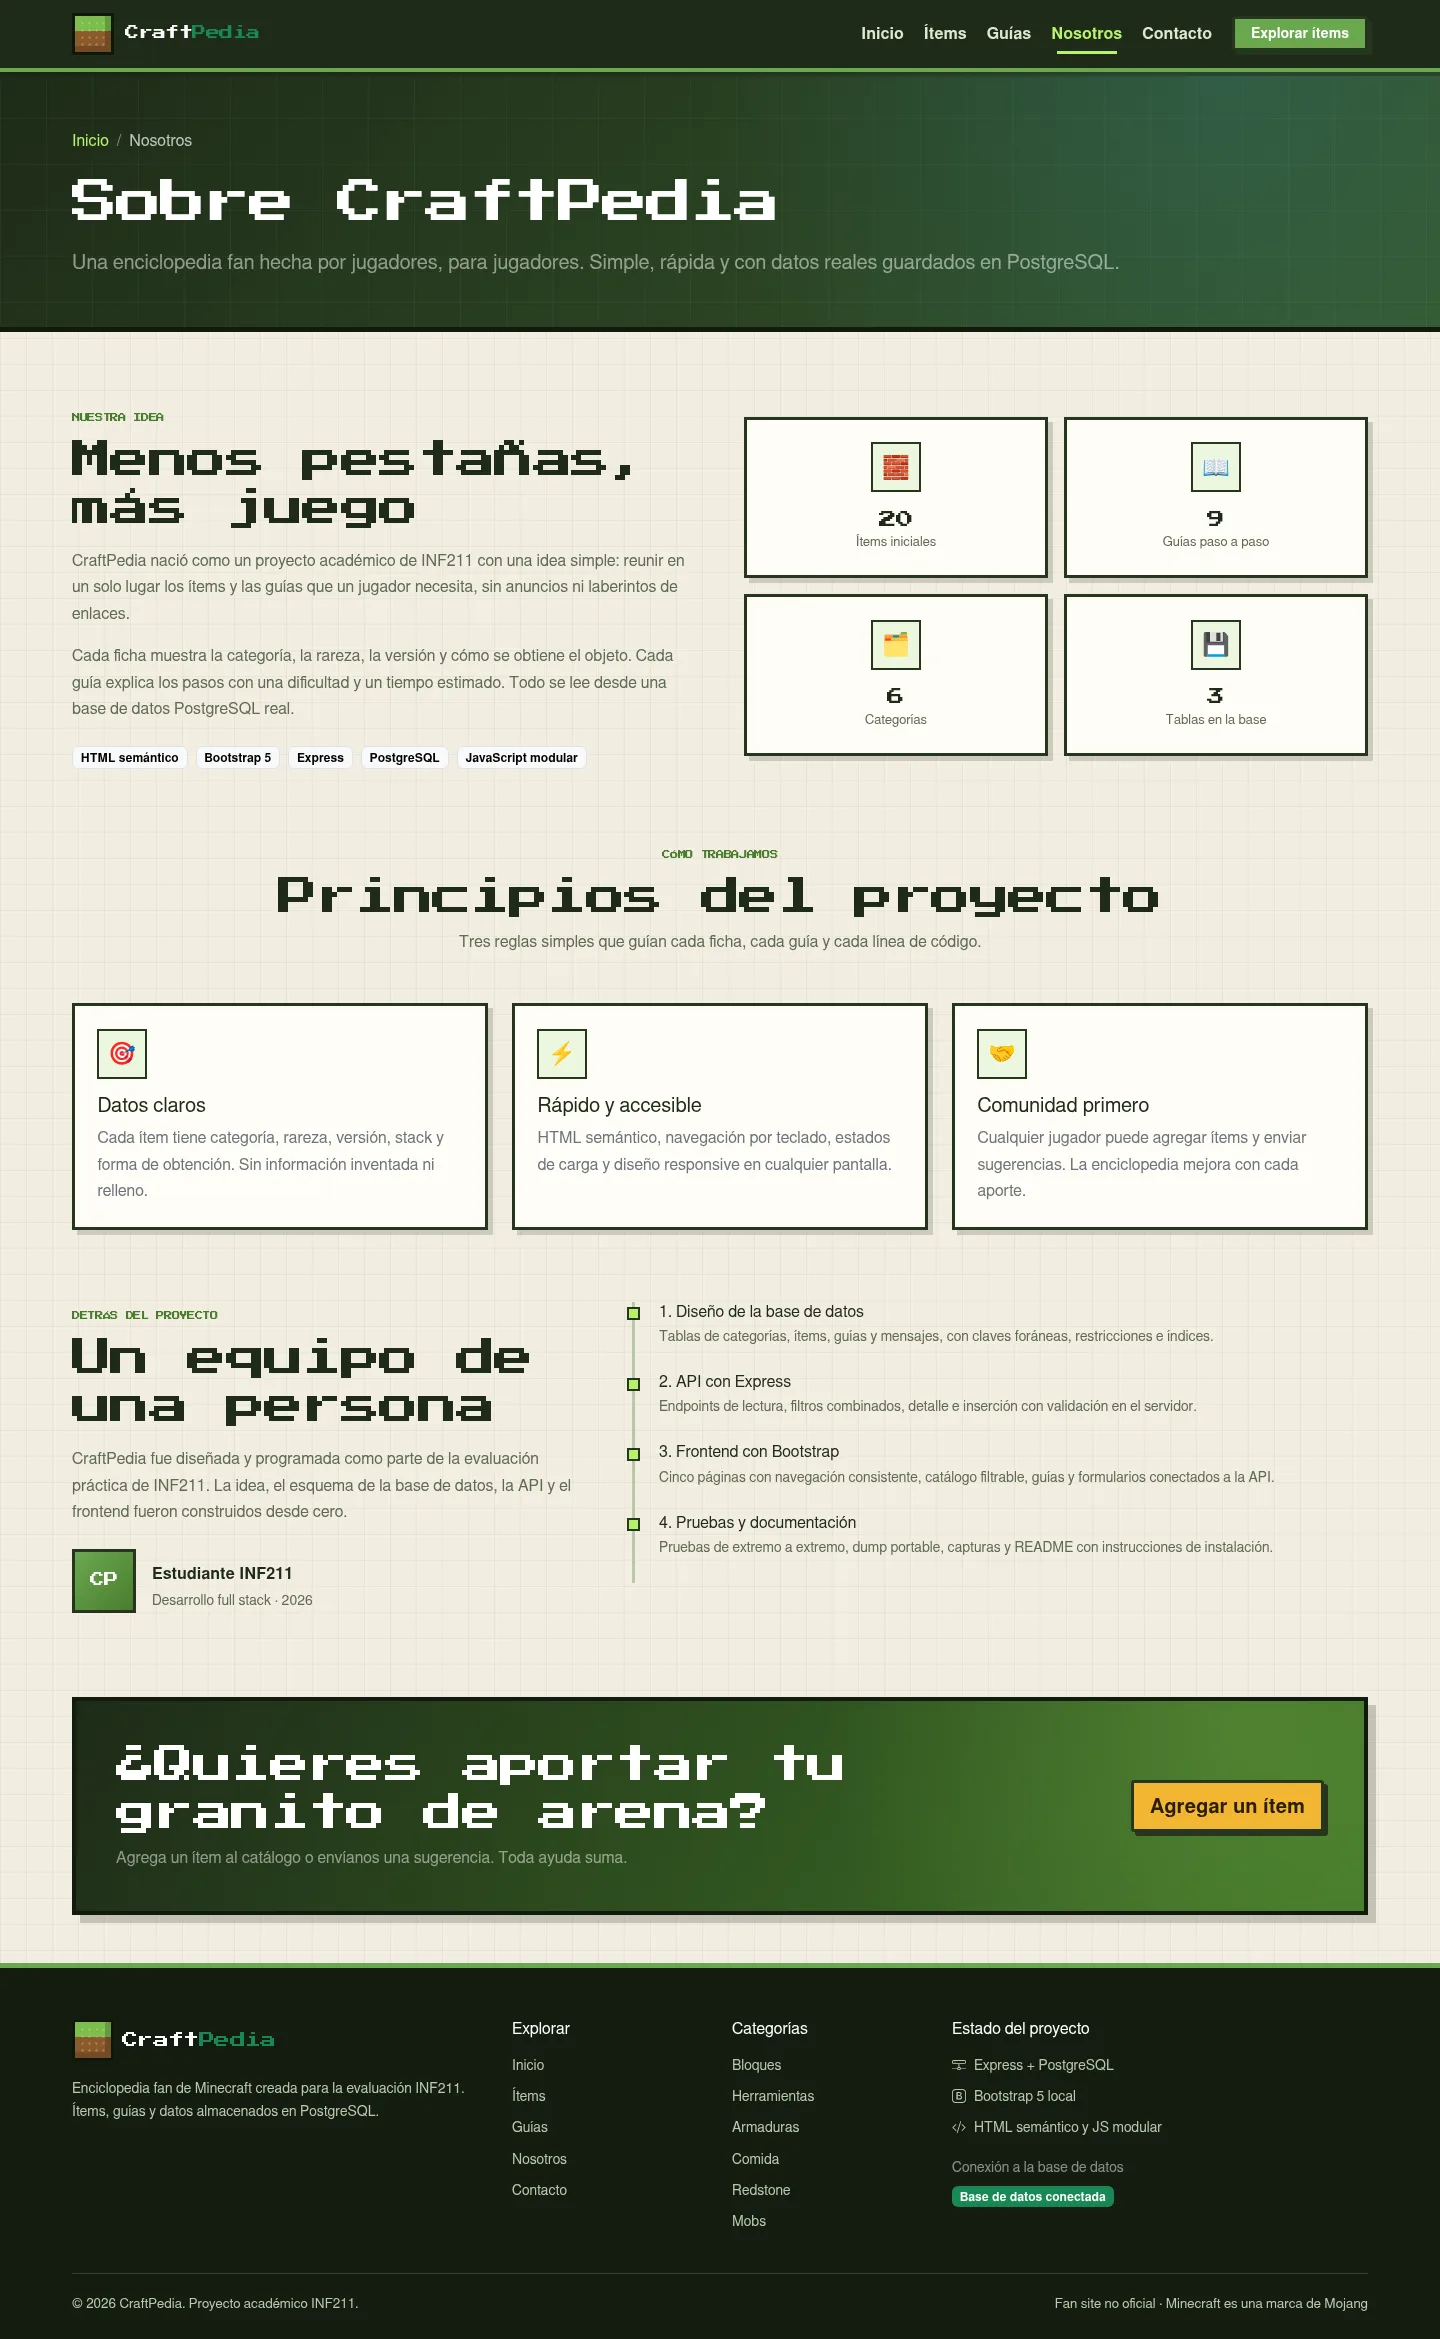 CraftPedia
Inicio Ítems Guías Nosotros Contacto Explorar ítems
Inicio / Nosotros
Sobre CraftPedia
Una enciclopedia fan hecha por jugadores, para jugadores. Simple, rápida y con datos reales guardados en PostgreSQL.
NUESTRA IDEA
Menos pestañas,
más juego
CraftPedia nació como un proyecto académico de INF211 con una idea simple: reunir en
un solo lugar los ítems y las guías que un jugador necesita, sin anuncios ni laberintos de
enlaces.
Cada ficha muestra la categoría, la rareza, la versión y cómo se obtiene el objeto. Cada
guía explica los pasos con una dificultad y un tiempo estimado. Todo se lee desde una
base de datos PostgreSQL real.
HTML semántico Bootstrap 5 Express PostgreSQL JavaScript modular
20
Ítems iniciales
9
Guías paso a paso
6
Categorías
3
Tablas en la base
CÓMO TRABAJAMOS
Principios del proyecto
Tres reglas simples que guían cada ficha, cada guía y cada línea de código.
Datos claros
Cada ítem tiene categoría, rareza, versión, stack y
forma de obtención. Sin información inventada ni
relleno.
Rápido y accesible
HTML semántico, navegación por teclado, estados
de carga y diseño responsive en cualquier pantalla.
Comunidad primero
Cualquier jugador puede agregar ítems y enviar
sugerencias. La enciclopedia mejora con cada
aporte.
DETRÁS DEL PROYECTO
Un equipo de
una persona
CraftPedia fue diseñada y programada como parte de la evaluación
práctica de INF211. La idea, el esquema de la base de datos, la API y el
frontend fueron construidos desde cero.
CP
Estudiante INF211
Desarrollo full stack · 2026
1. Diseño de la base de datos
Tablas de categorías, ítems, guías y mensajes, con claves foráneas, restricciones e índices.
2. API con Express
Endpoints de lectura, filtros combinados, detalle e inserción con validación en el servidor.
3. Frontend con Bootstrap
Cinco páginas con navegación consistente, catálogo filtrable, guías y formularios conectados a la API.
4. Pruebas y documentación
Pruebas de extremo a extremo, dump portable, capturas y README con instrucciones de instalación.
¿Quieres aportar tu
granito de arena?
Agrega un ítem al catálogo o envíanos una sugerencia. Toda ayuda suma.
Agregar un ítem
CraftPedia
Enciclopedia fan de Minecraft creada para la evaluación INF211.
Ítems, guías y datos almacenados en PostgreSQL.
Explorar
Inicio
Ítems
Guías
Nosotros
Contacto
Categorías
Bloques
Herramientas
Armaduras
Comida
Redstone
Mobs
Estado del proyecto
Express + PostgreSQL
Bootstrap 5 local
HTML semántico y JS modular
Conexión a la base de datos
Base de datos conectada
© 2026 CraftPedia. Proyecto académico INF211.
Fan site no oficial · Minecraft es una marca de Mojang